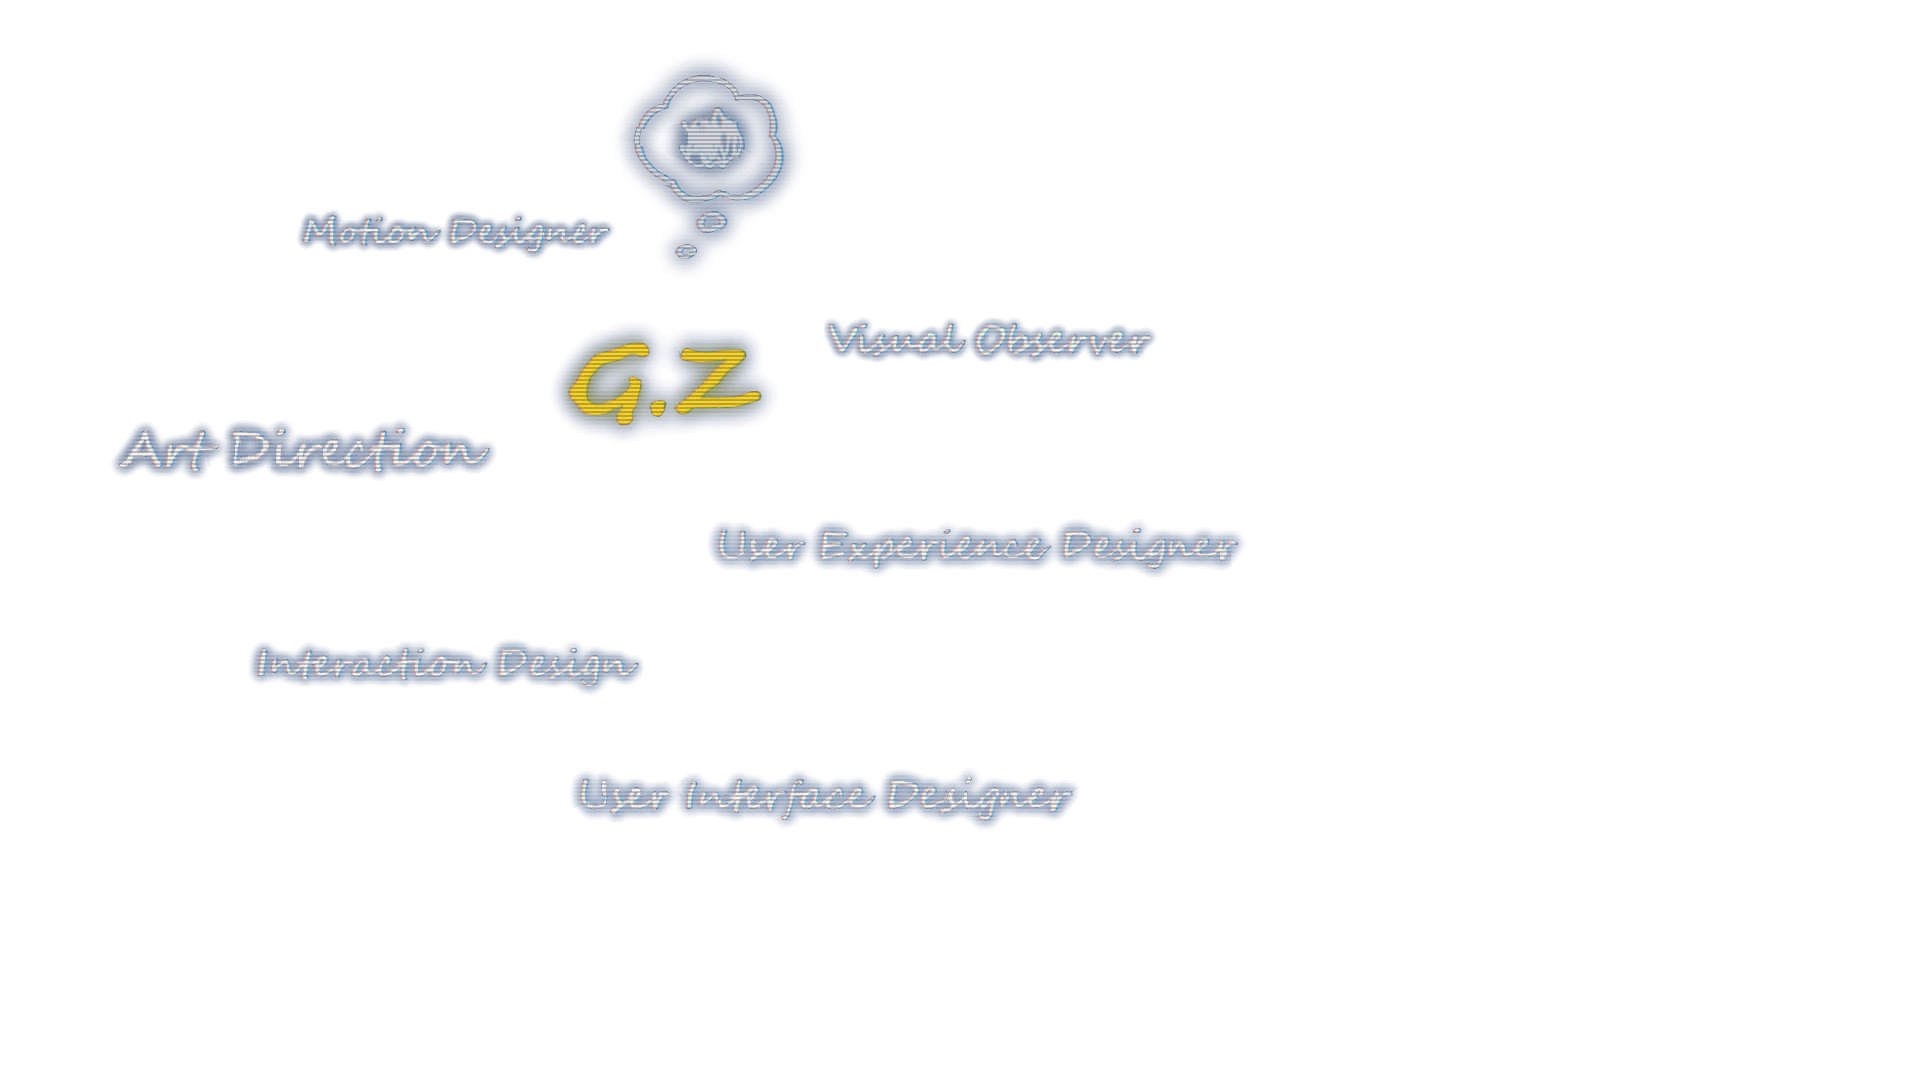 Motion Designer
Visual Observer
G.Z
Art Direction
User Experience Designer
Interaction Design
User Interface Designer